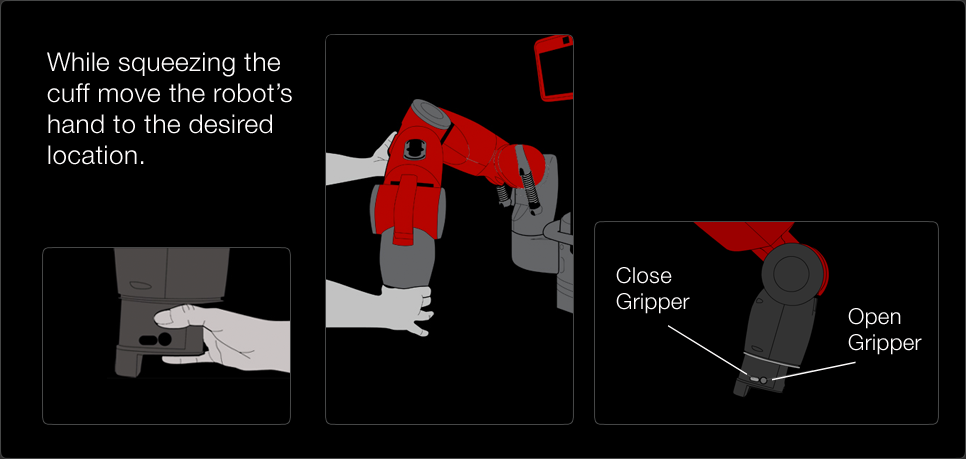 While squeezing the
cuff move the robot's
hand to the desired
location.
Close
Gripper
Open
Gripper